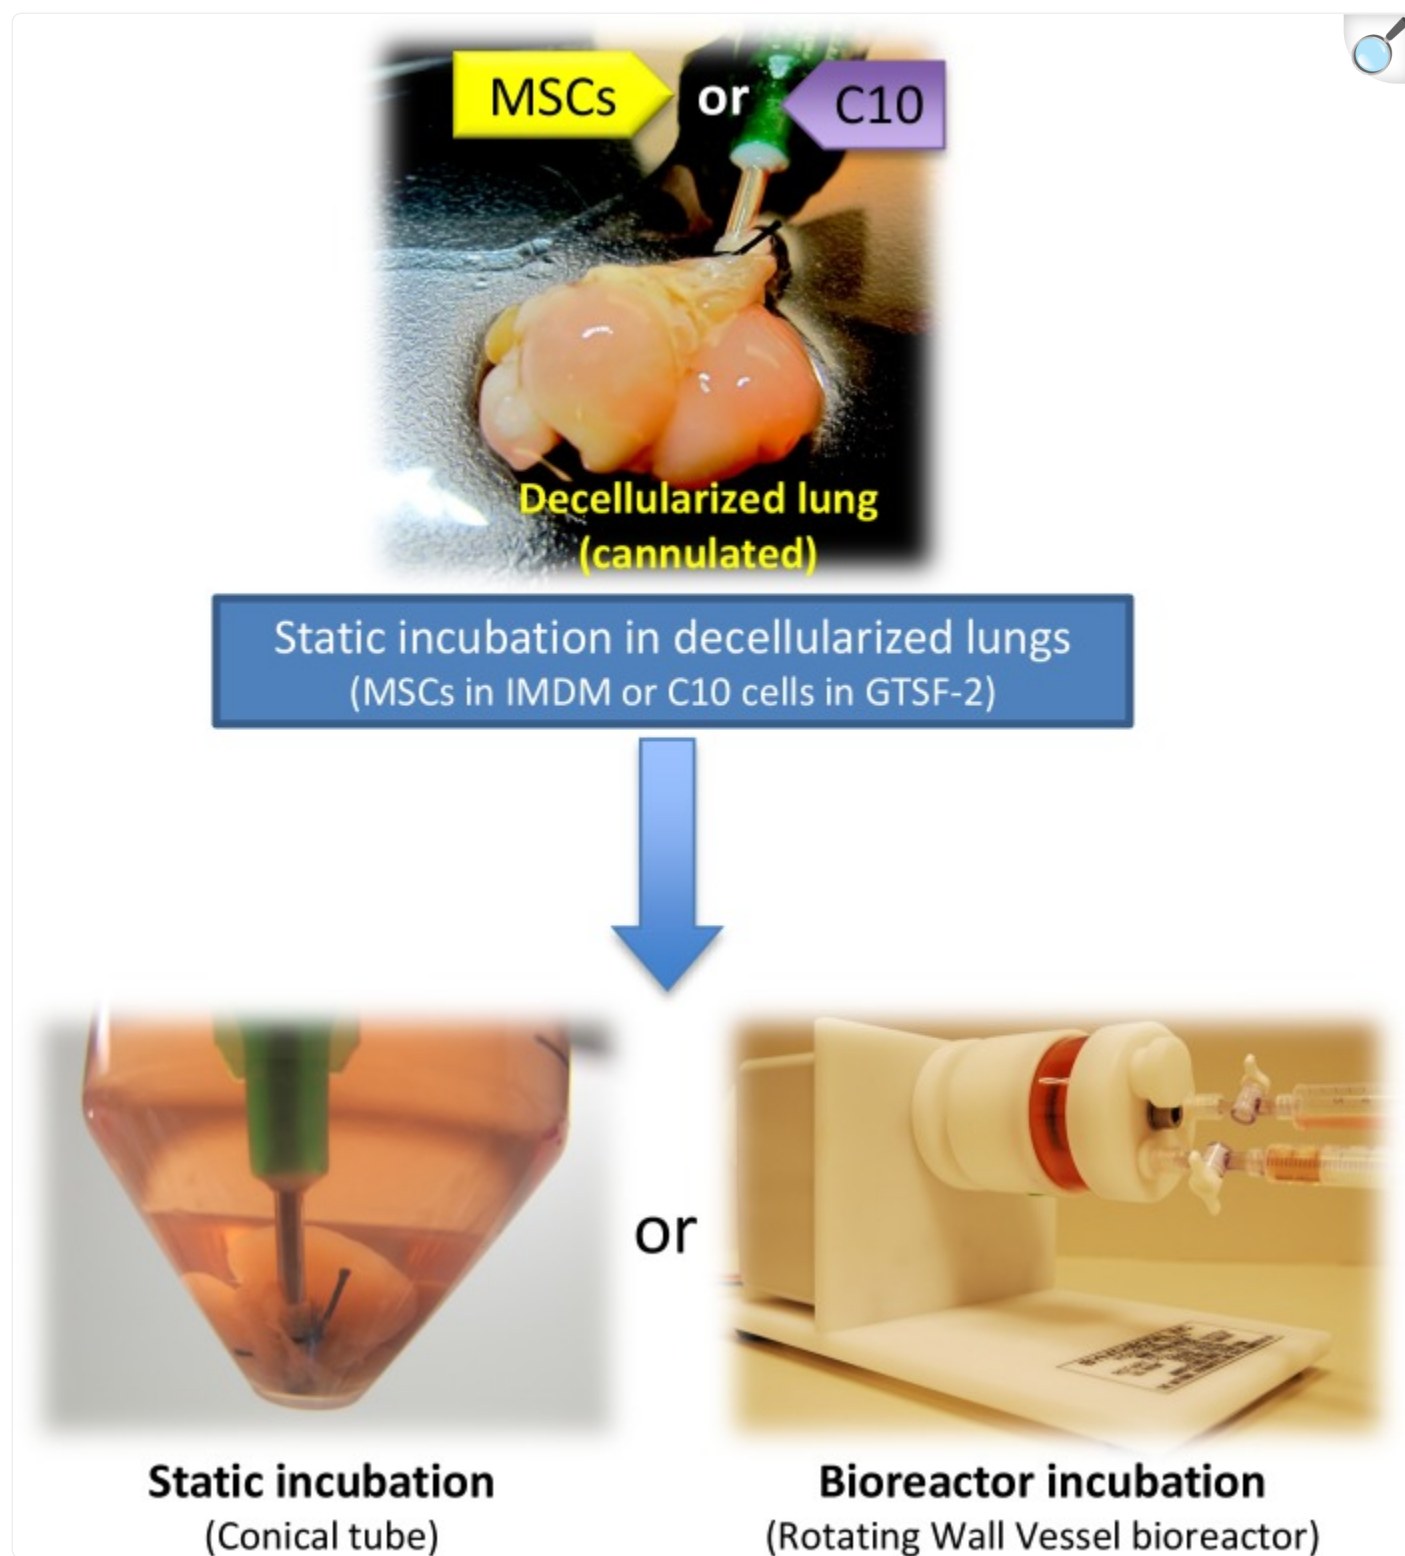 MSCs or C10
Decellularized lung
(cannulated)
Static incubation in decellularized lungs
(MSCs in IMDM or C10 cells in GTSF-2)
or
Static incubation
(Conical tube)
Bioreactor incubation
(Rotating Wall Vessel bioreactor)